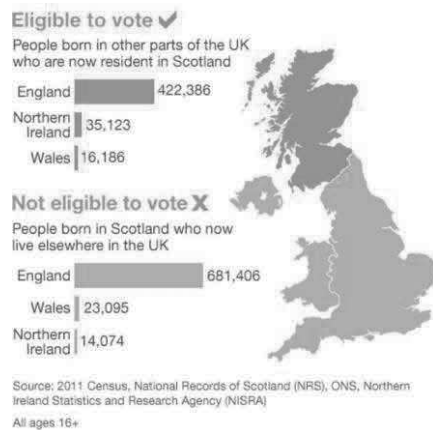 Eligible to vote ✔
People born in other parts of the UK
who are now resident in Scotland
England 422,386
Northern
Ireland 35,123
Wales 16,186
Not eligible to vote X
People born in Scotland who now
live elsewhere in the UK
England 681,406
Wales 23,095
Northern
Ireland 14,074
Source: 2011 Census, National Records of Scotland (NRS), ONS, Northern
Ireland Statistics and Research Agency (NISRA)
All ages 16+